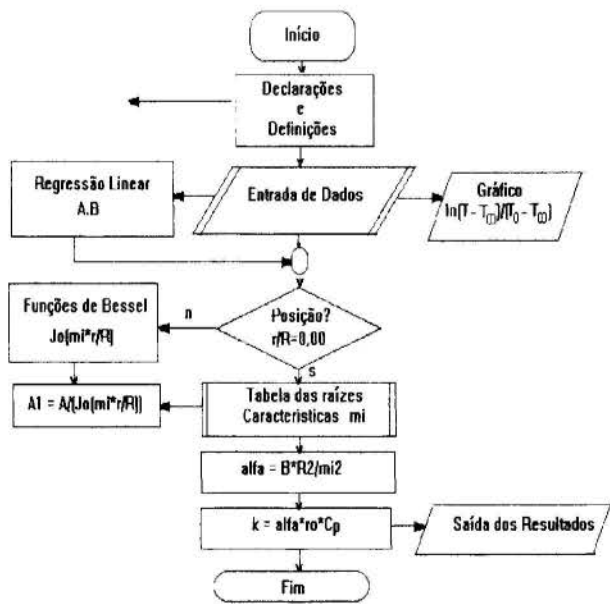 Início
Declarações
e
Definições
Regressão Linear
A.B
Entrada de Dados
Gráfico
ln(T - T∞)/(T0 - T∞)
Funções de Bessel
Jo(mi*r/R)
n
Posição?
r/R=0,00
s
A1 = A/(Jo(mi*r/R))
Tabela das raízes
Caracteristicas mi
alfa = B*R2/mi2
k = alfa*ro*Cp
Saída dos Resultados
Fim